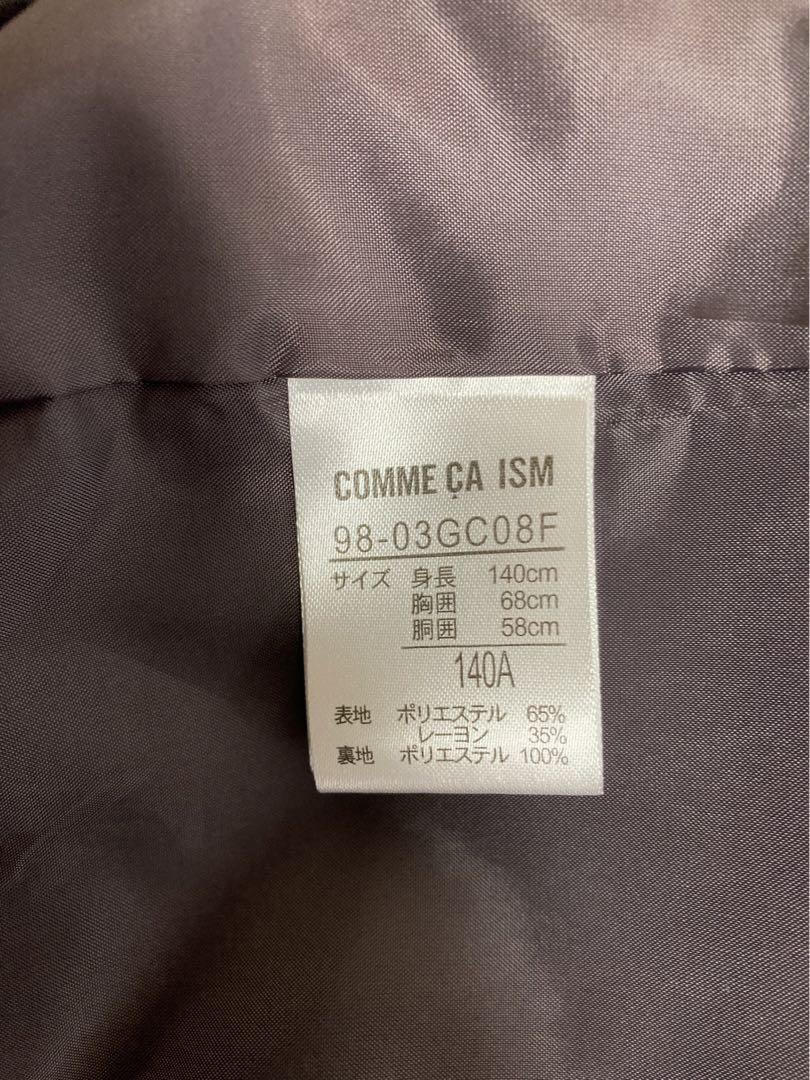 COMME ÇA ISM
98-03GC08F
サイズ 身長 140cm
胸囲 68cm
胴囲 58cm
140A
表地 ポリエステル 65%
レーヨン 35%
裏地 ポリエステル 100%